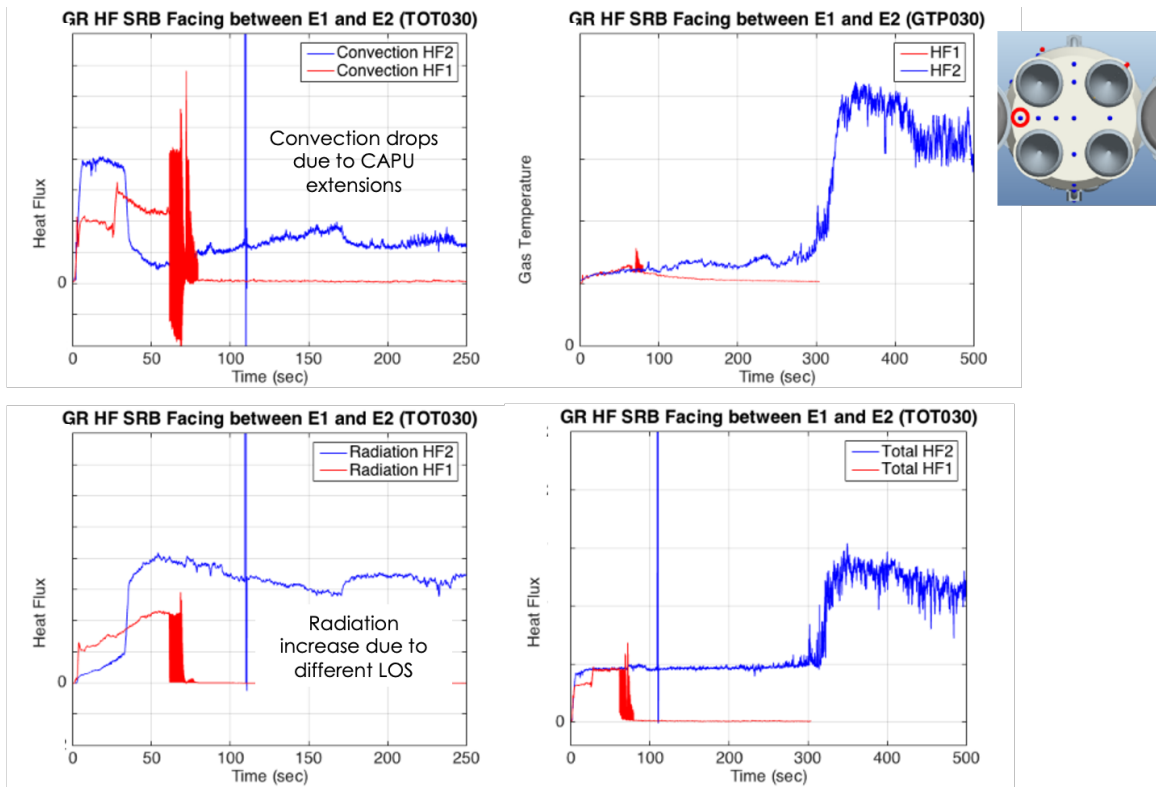 GR HF SRB Facing between E1 and E2 (TOT030)
Convection HF2
Convection HF1
Convection drops
due to CAPU
extensions
Heat Flux
0
0 50 100 150 200 250
Time (sec)
GR HF SRB Facing between E1 and E2 (GTP030)
HF1
HF2
Gas Temperature
0
0 100 200 300 400 500
Time (sec)
GR HF SRB Facing between E1 and E2 (TOT030)
Radiation HF2
Radiation HF1
Radiation
increase due to
different LOS
Heat Flux
0
0 50 100 150 200 250
Time (sec)
GR HF SRB Facing between E1 and E2 (TOT030)
Total HF2
Total HF1
Heat Flux
0
0 100 200 300 400 500
Time (sec)